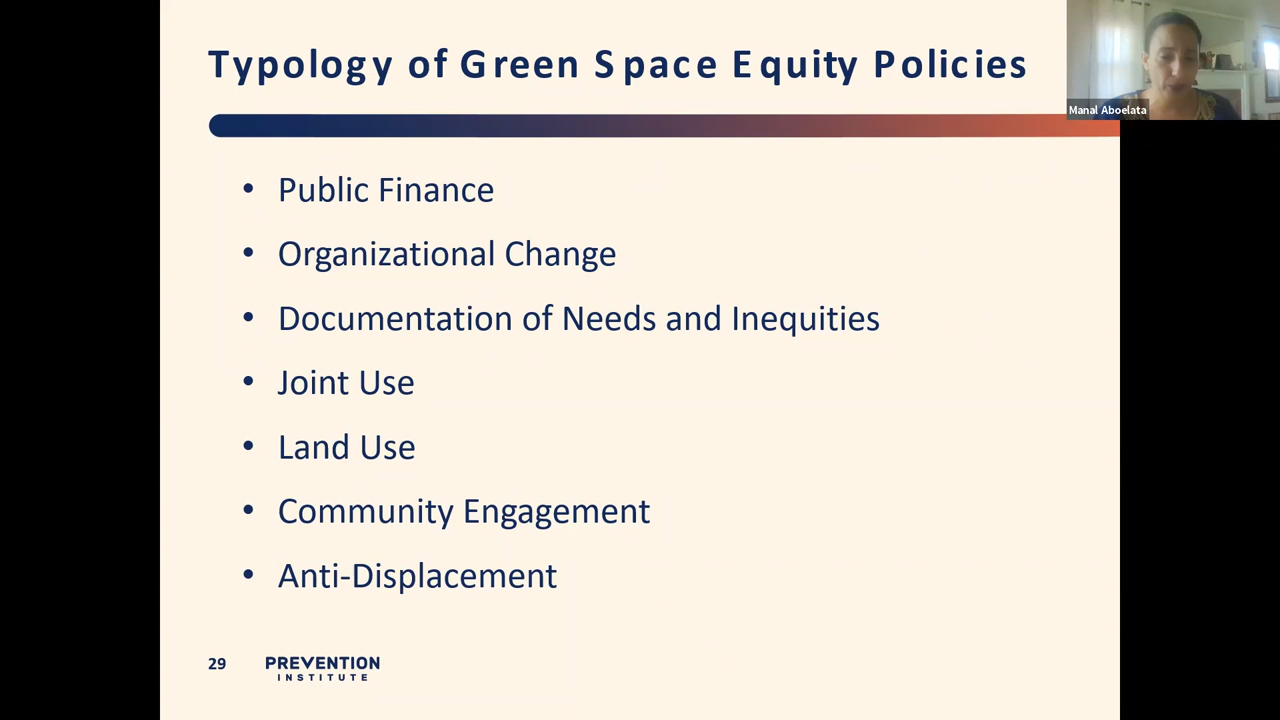 Typology of Green Space Equity Policies
Manal Aboelata
• Public Finance
• Organizational Change
• Documentation of Needs and Inequities
• Joint Use
• Land Use
• Community Engagement
• Anti-Displacement
29
PREVENTION
INSTITUTE